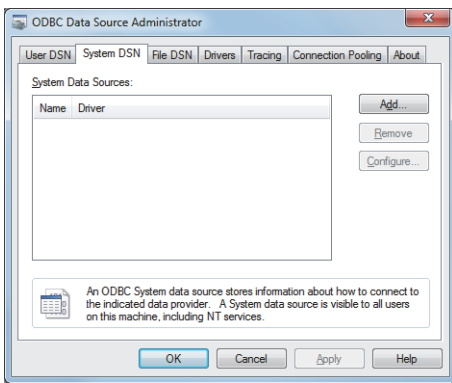 ODBC Data Source Administrator
User DSN System DSN File DSN Drivers Tracing Connection Pooling About
System Data Sources:
Name Driver
Add...
Remove
Configure...
An ODBC System data source stores information about how to connect to
the indicated data provider. A System data source is visible to all users
on this machine, including NT services.
OK Cancel Apply Help